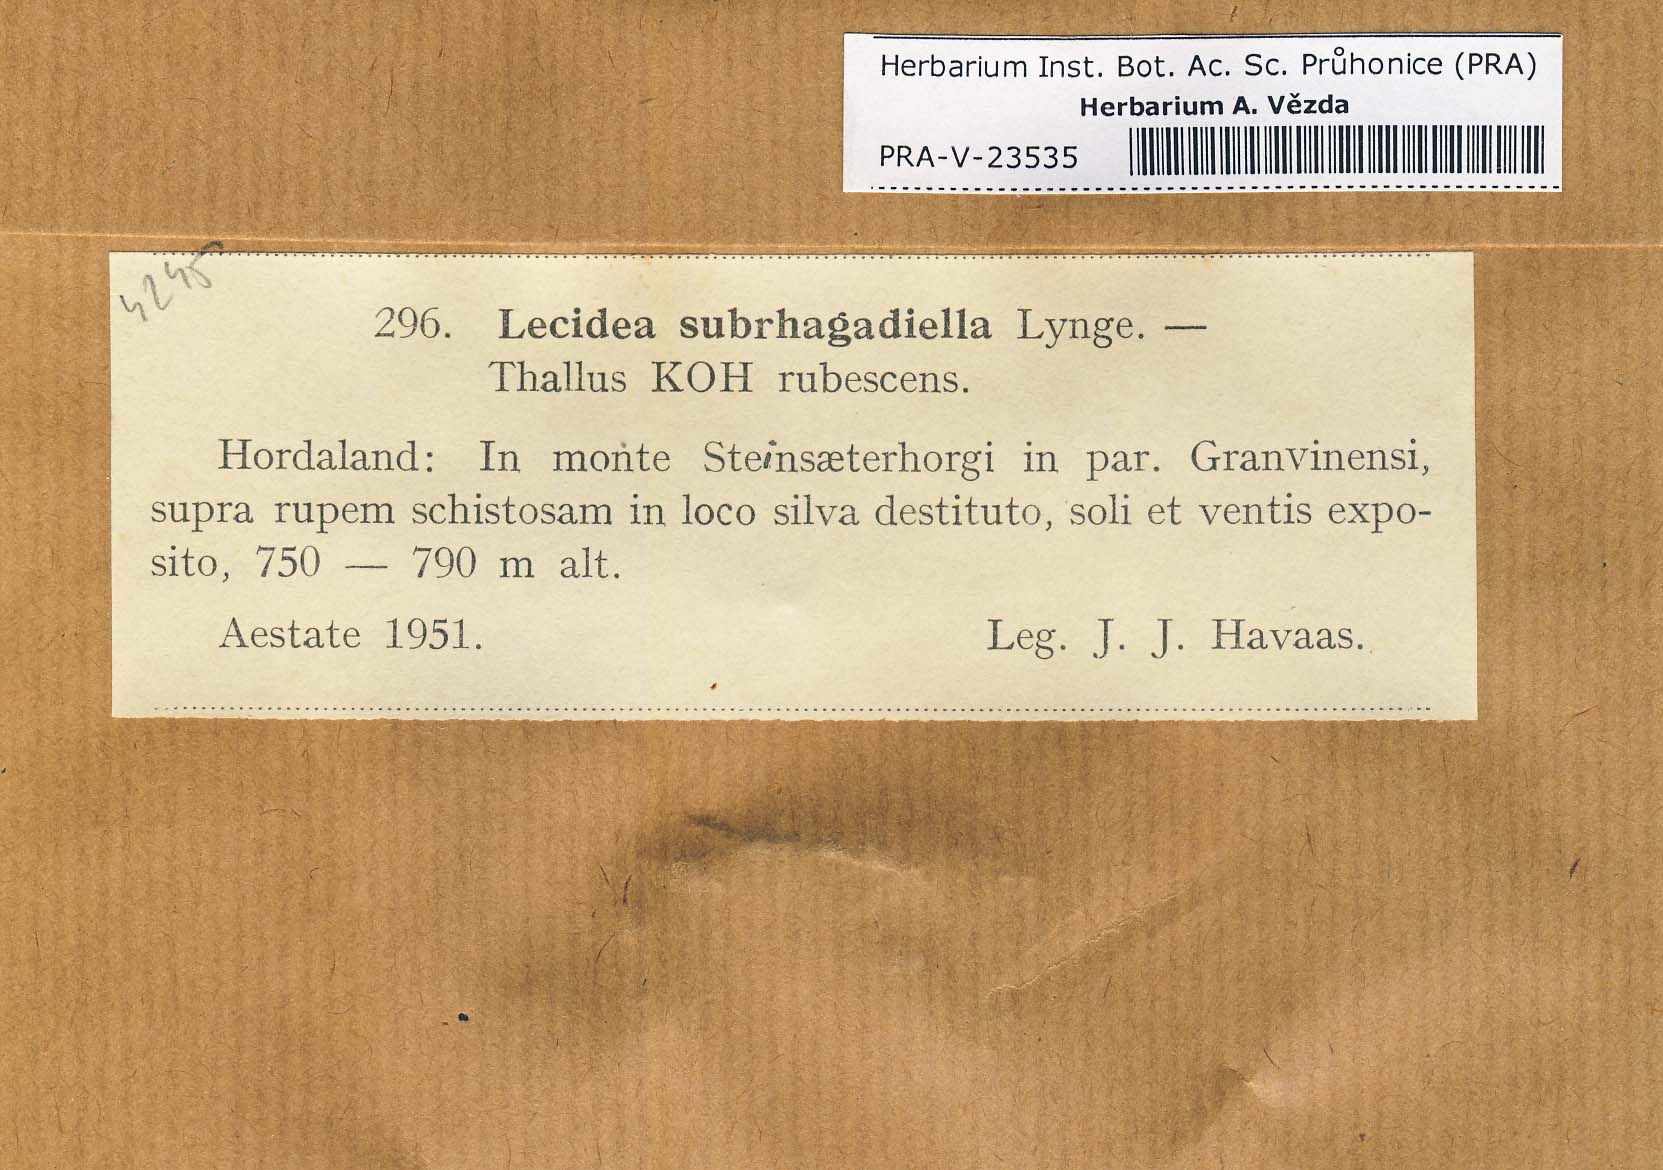 Herbarium Inst. Bot. Ac. Sc. Průhonice (PRA)
Herbarium A. Vězda
PRA-V-23535
4245
296. Lecidea subrhagadiella Lynge. —
Thallus KOH rubescens.
Hordaland: In monte Steinsæterhorgi in par. Granvinensi,
supra rupem schistosam in loco silva destituto, soli et ventis expo-
sito, 750 — 790 m alt.
Aestate 1951. Leg. J. J. Havaas.